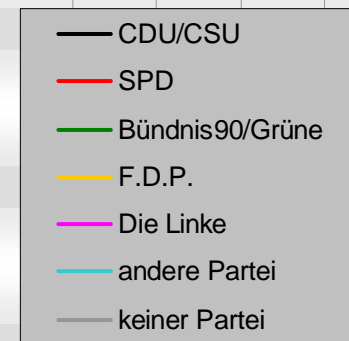 CDU/CSU
SPD
Bündnis90/Grüne
F.D.P.
Die Linke
andere Partei
keiner Partei